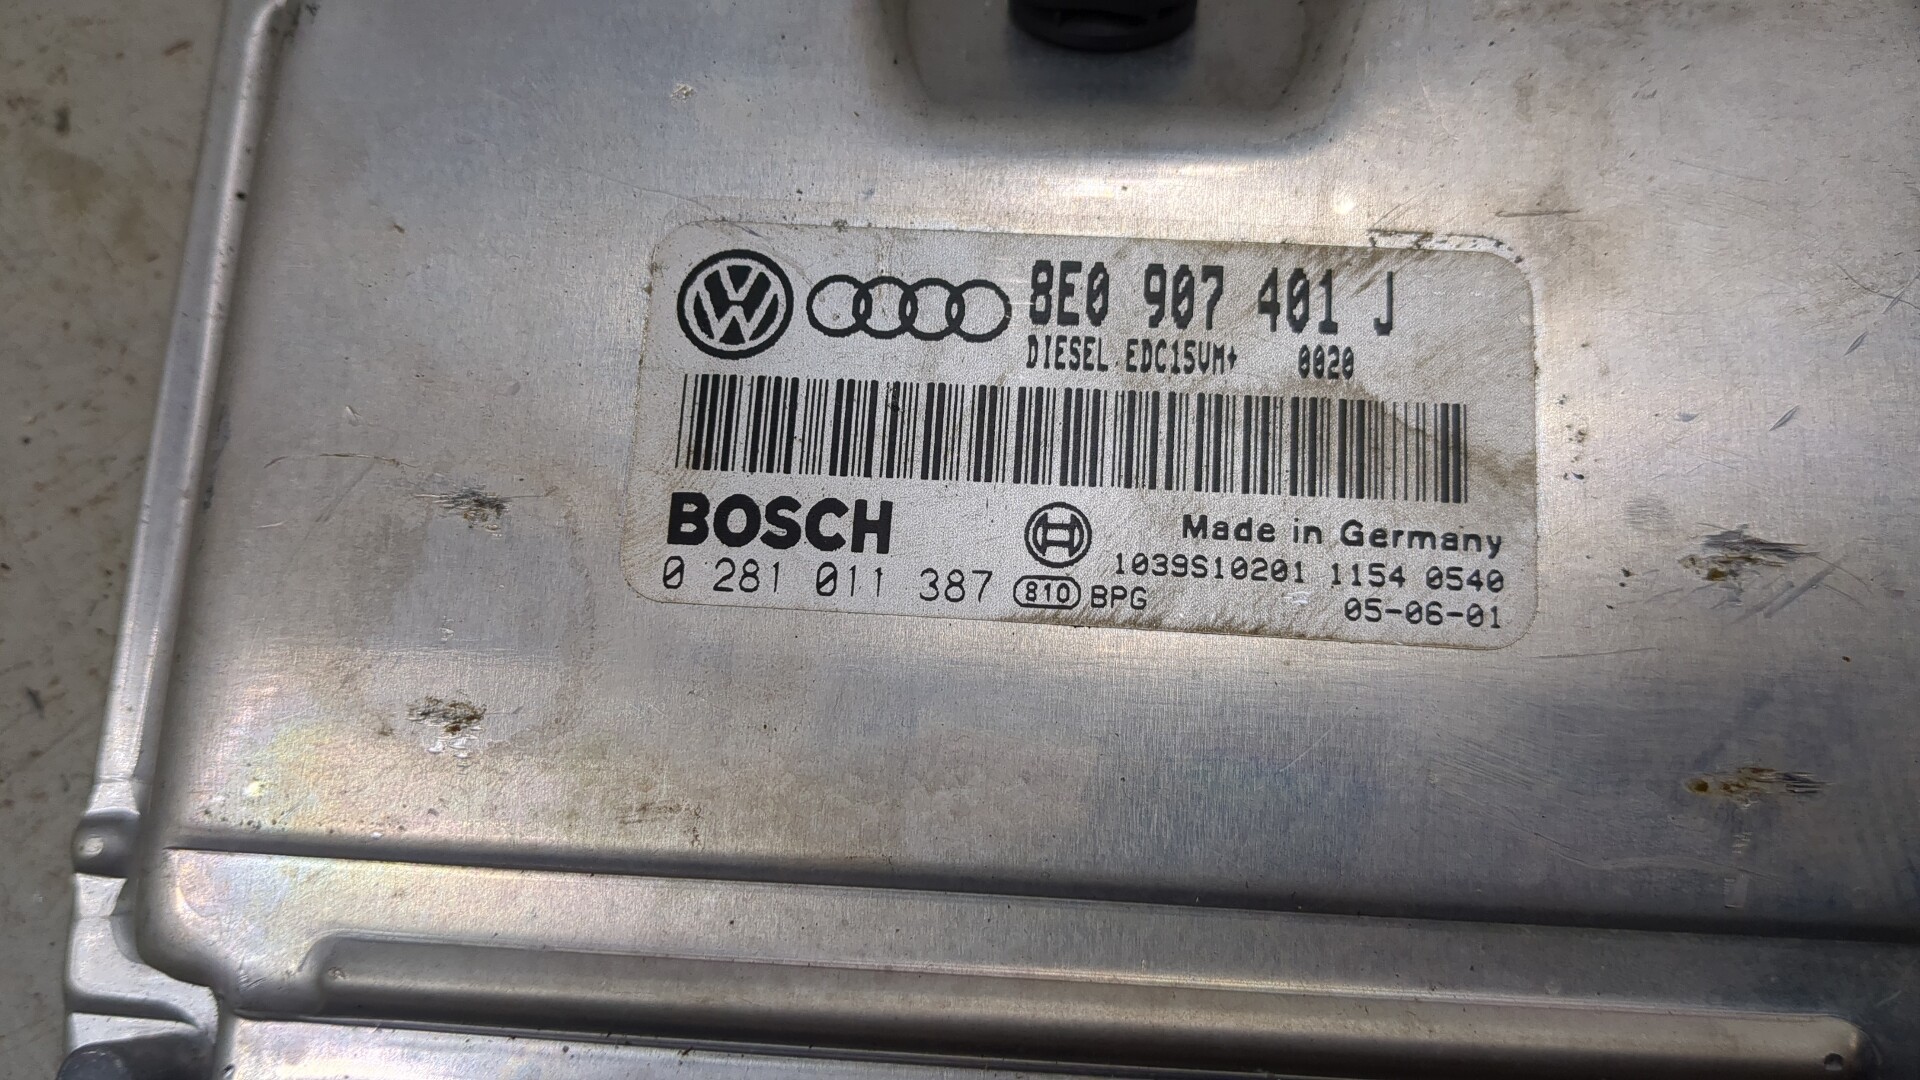 8E0 907 401 J
DIESEL EDC15VM+ 0020
BOSCH
Made in Germany
0 281 011 387
810 BPG
1039S10201 1154 0540
05-06-01